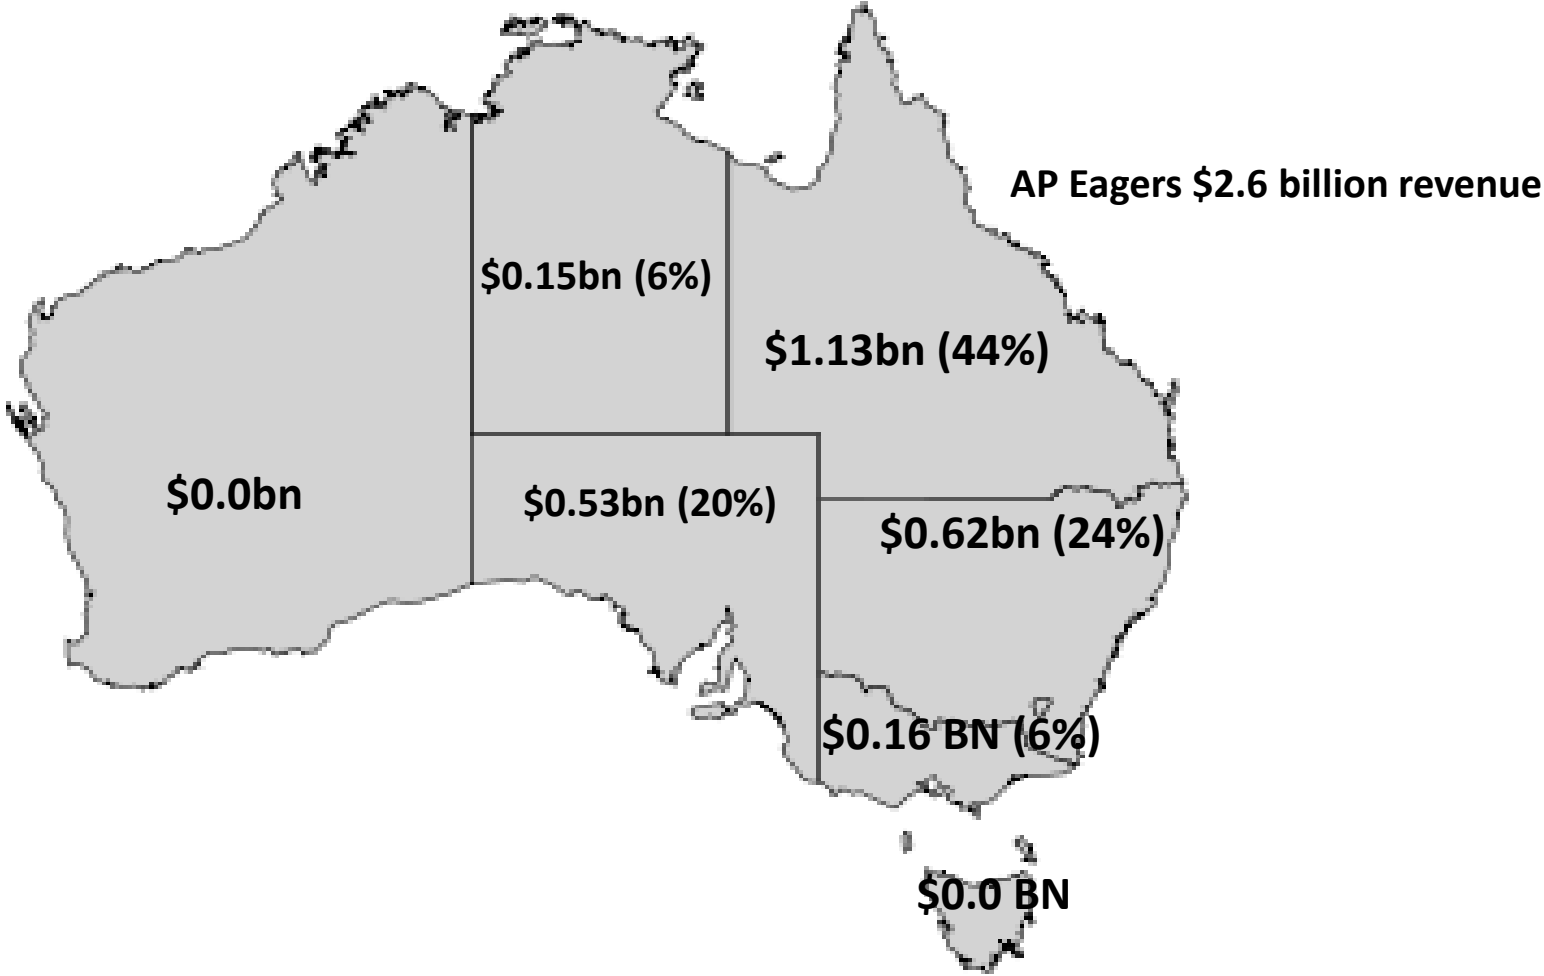 AP Eagers $2.6 billion revenue
$0.15bn (6%)
$1.13bn (44%)
$0.0bn
$0.53bn (20%)
$0.62bn (24%)
$0.16 BN (6%)
$0.0 BN